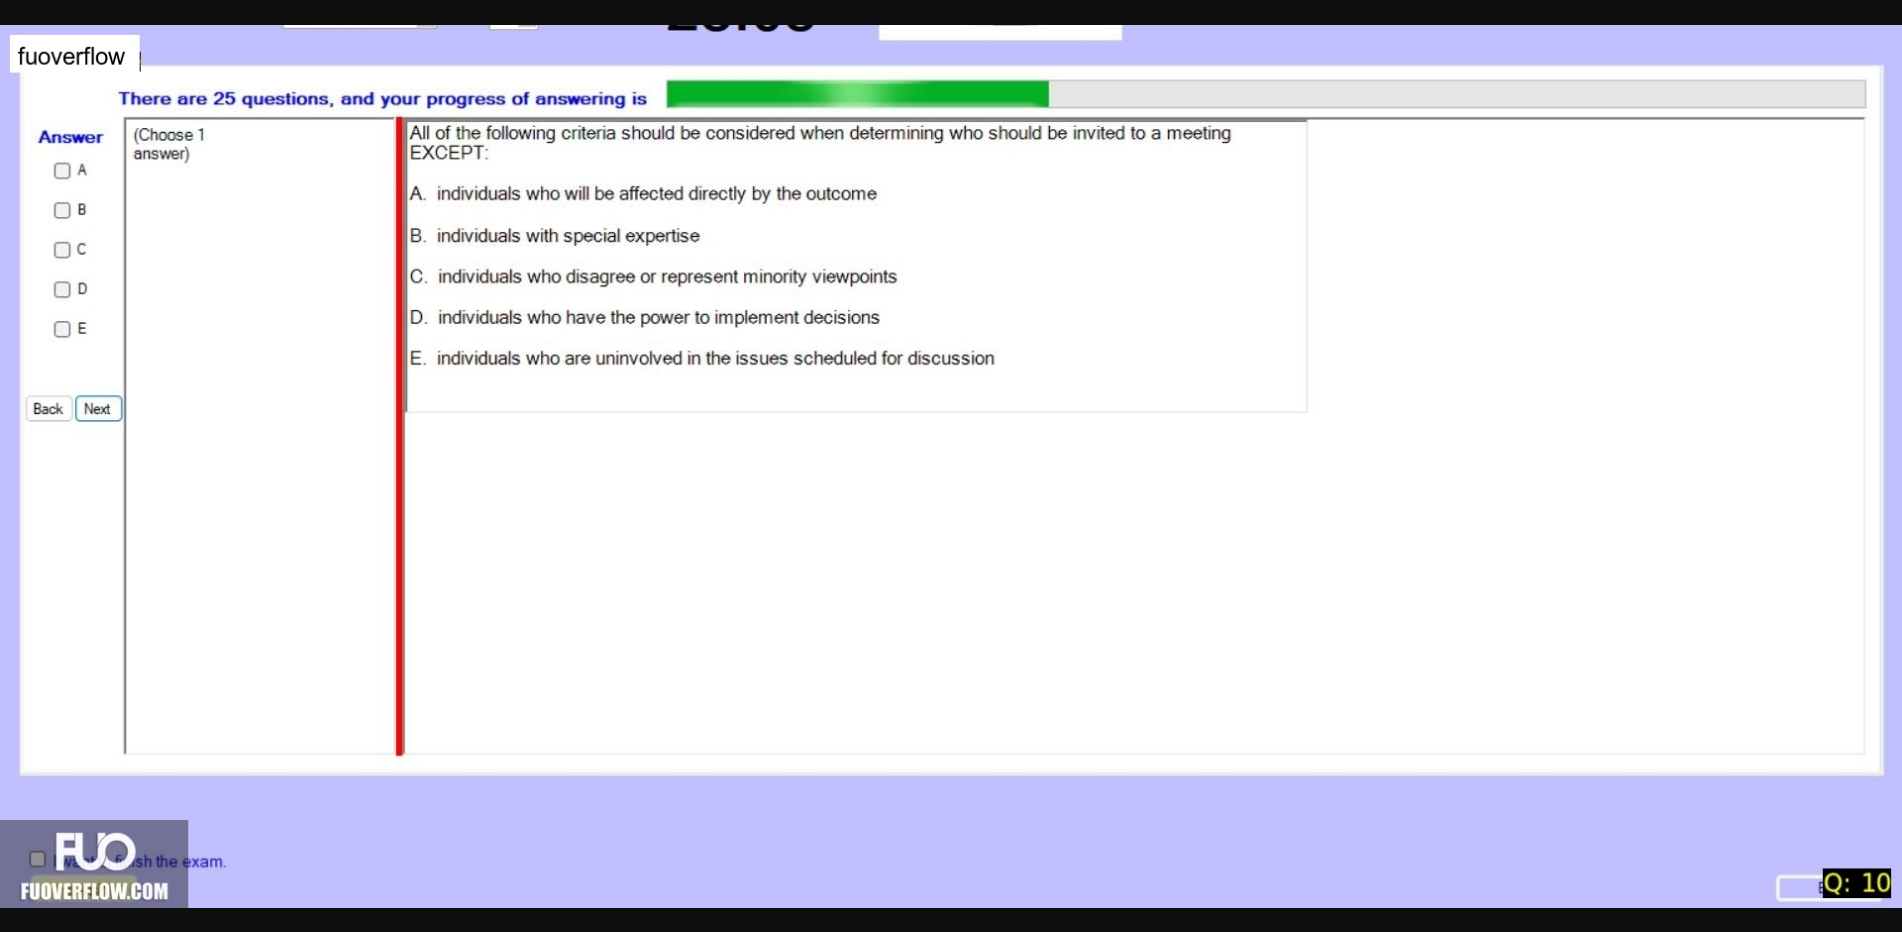 fuoverflow
There are 25 questions, and your progress of answering is
Answer
(Choose 1
answer)
A
B
C
D
E
Back Next
All of the following criteria should be considered when determining who should be invited to a meeting
EXCEPT:
A. individuals who will be affected directly by the outcome
B. individuals with special expertise
C. individuals who disagree or represent minority viewpoints
D. individuals who have the power to implement decisions
E. individuals who are uninvolved in the issues scheduled for discussion
the exam.
FUO
FUOVERFLOW.COM
Q: 10